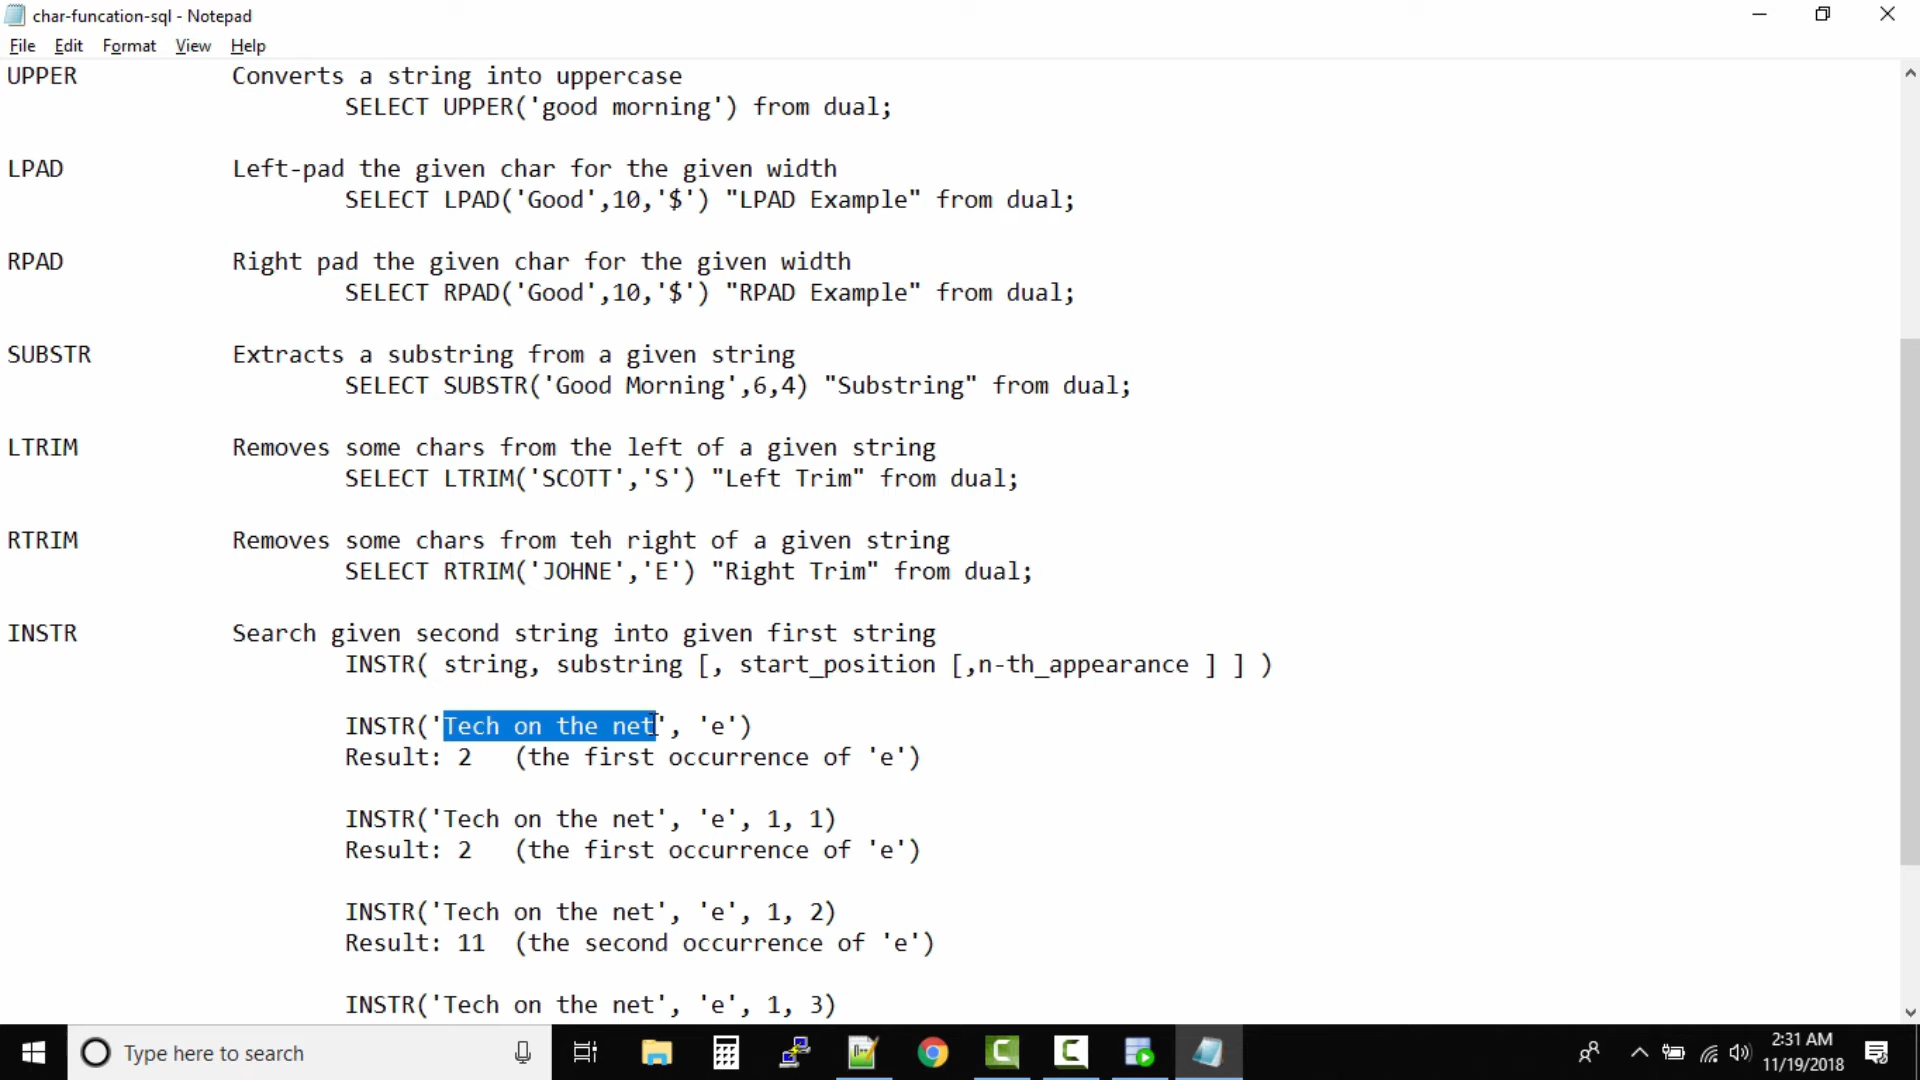 char-funcation-sql - Notepad
File Edit Format View Help
UPPER Converts a string into uppercase
SELECT UPPER('good morning') from dual;
LPAD Left-pad the given char for the given width
SELECT LPAD('Good',10,'$') "LPAD Example" from dual;
RPAD Right pad the given char for the given width
SELECT RPAD('Good',10,'$') "RPAD Example" from dual;
SUBSTR Extracts a substring from a given string
SELECT SUBSTR('Good Morning',6,4) "Substring" from dual;
LTRIM Removes some chars from the left of a given string
SELECT LTRIM('SCOTT','S') "Left Trim" from dual;
RTRIM Removes some chars from teh right of a given string
SELECT RTRIM('JOHNE','E') "Right Trim" from dual;
INSTR Search given second string into given first string
INSTR( string, substring [, start_position [,n-th_appearance ] ] )
INSTR('Tech on the net', 'e')
Result: 2 (the first occurrence of 'e')
INSTR('Tech on the net', 'e', 1, 1)
Result: 2 (the first occurrence of 'e')
INSTR('Tech on the net', 'e', 1, 2)
Result: 11 (the second occurrence of 'e')
INSTR('Tech on the net', 'e', 1, 3)
Type here to search
2:31 AM
11/19/2018